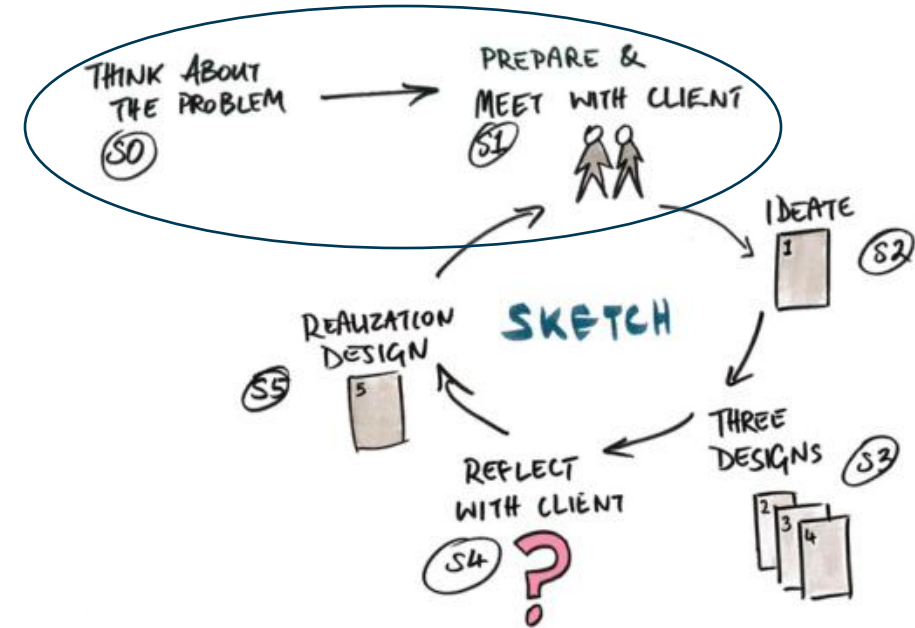 THINK ABOUT
THE PROBLEM
S0
PREPARE &
MEET WITH CLIENT
S1
IDEATE
1
S2
THREE
DESIGNS
S3
2
3
4
REFLECT
WITH CLIENT
S4
?
REALIZATION
DESIGN
S5
5
SKETCH